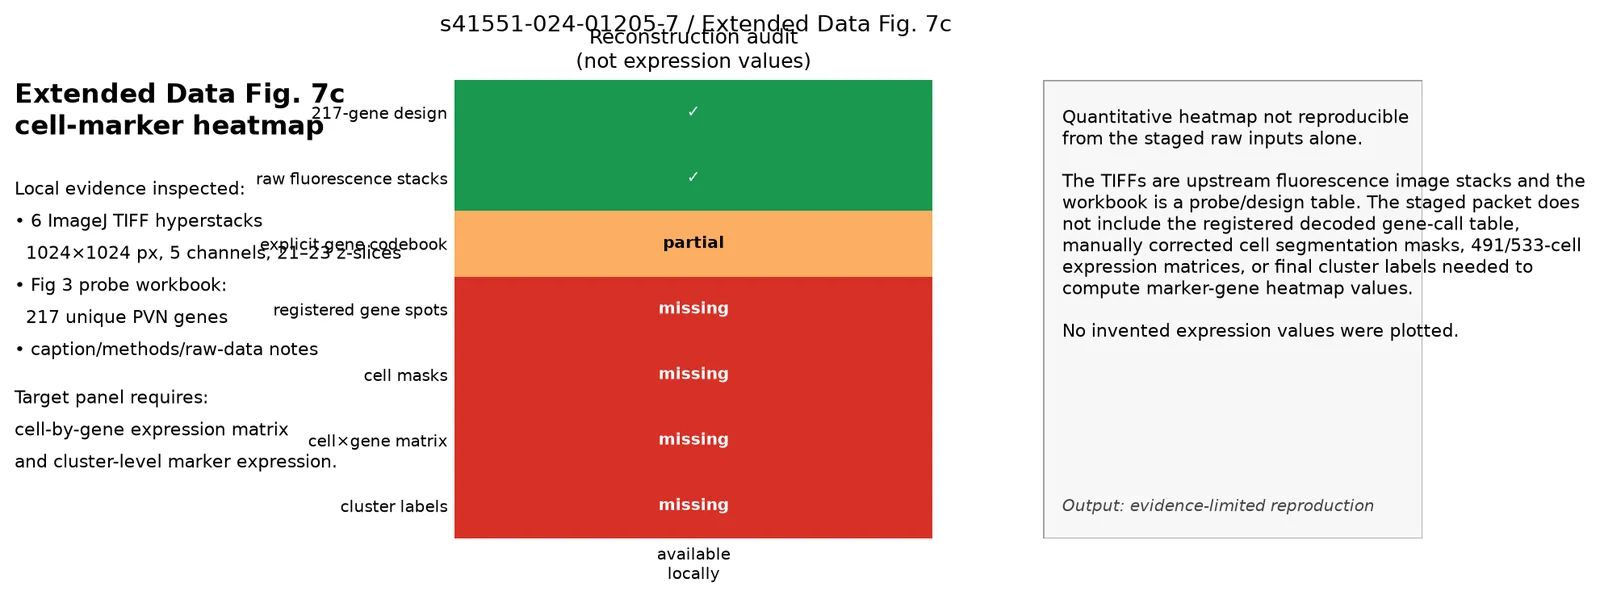 s41551-024-01205-7 / Extended Data Fig. 7c
Reconstruction audit
(not expression values)
Extended Data Fig. 7c
cell-marker heatmap
Local evidence inspected:
• 6 ImageJ TIFF hyperstacks
1024×1024 px, 5 channels, 21–23 z-slices
• Fig 3 probe workbook:
217 unique PVN genes
• caption/methods/raw-data notes
Target panel requires:
cell-by-gene expression matrix
and cluster-level marker expression.
217-gene design ✓
raw fluorescence stacks ✓
explicit gene codebook partial
registered gene spots missing
cell masks missing
cell×gene matrix missing
cluster labels missing
available
locally
Quantitative heatmap not reproducible
from the staged raw inputs alone.
The TIFFs are upstream fluorescence image stacks and the
workbook is a probe/design table. The staged packet does
not include the registered decoded gene-call table,
manually corrected cell segmentation masks, 491/533-cell
expression matrices, or final cluster labels needed to
compute marker-gene heatmap values.
No invented expression values were plotted.
Output: evidence-limited reproduction